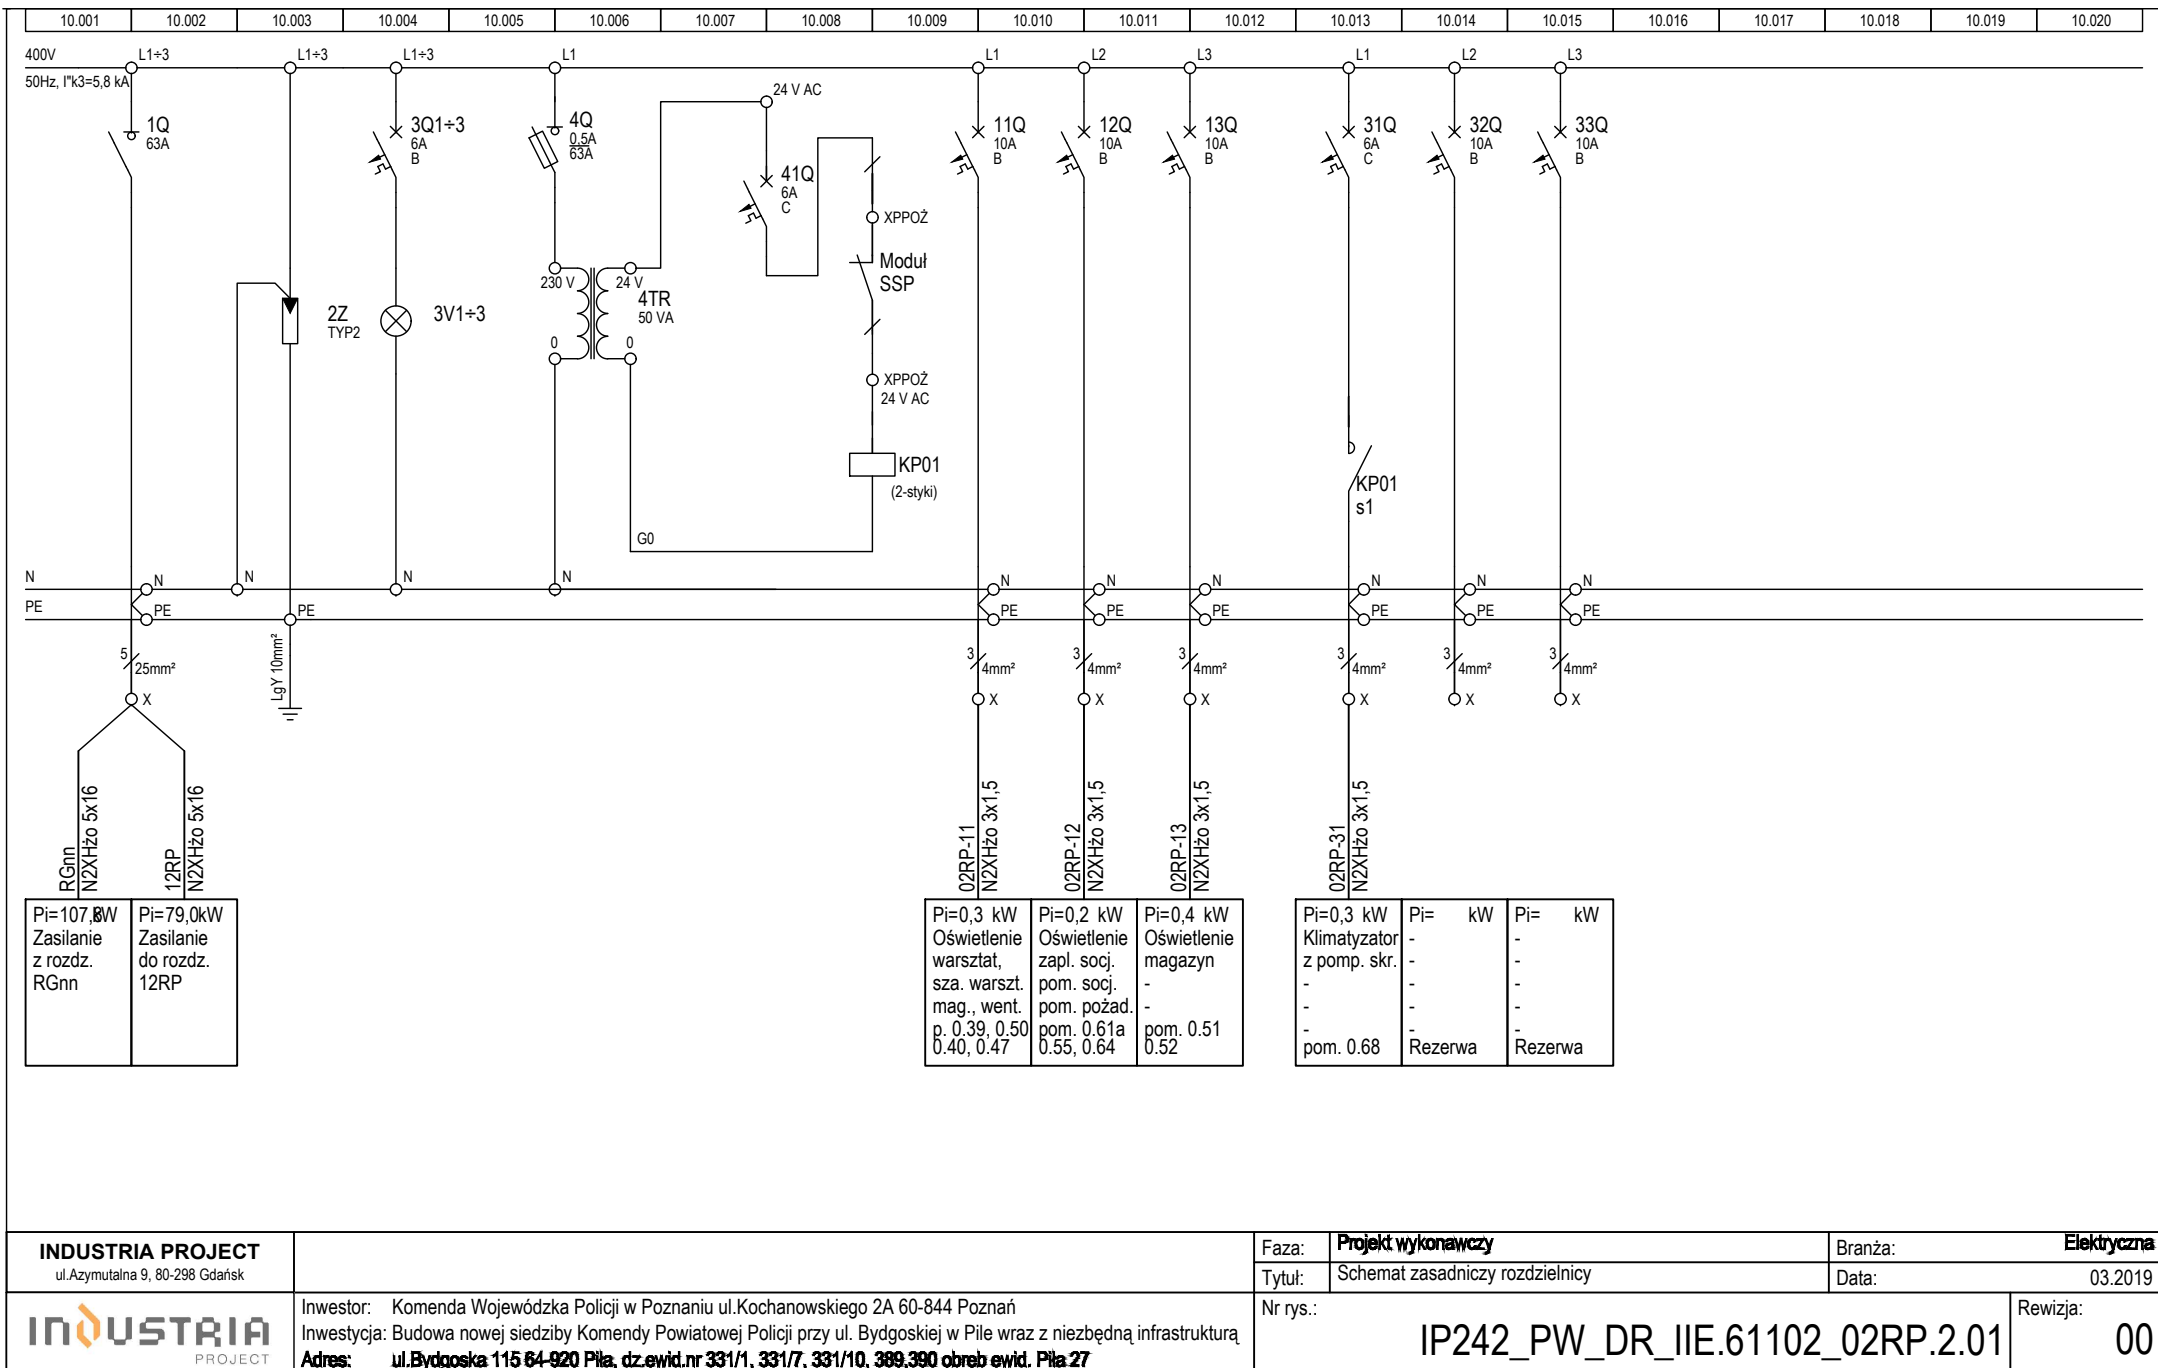 10.001 10.002 10.003 10.004 10.005 10.006 10.007 10.008 10.009 10.010 10.011 10.012 10.013 10.014 10.015 10.016 10.017 10.018 10.019 10.020
400V L1÷3 L1÷3 L1÷3 L1 L1 L2 L3 L1 L2 L3
50Hz, I"k3=5,8 kA
24 V AC
1Q
63A
3Q1÷3
6A
B
4Q
0.5A
63A
41Q
6A
C
11Q
10A
B
12Q
10A
B
13Q
10A
B
31Q
6A
C
32Q
10A
B
33Q
10A
B
XPPOŻ
Moduł
SSP
230 V 24 V
4TR
50 VA
0 0
2Z
TYP2
3V1÷3
XPPOŻ
24 V AC
KP01
(2-styki)
KP01
s1
G0
N N N N N N N N N N N
PE PE PE PE PE PE PE PE PE
LgY 10mm²
5 25mm²
3 4mm²
3 4mm²
3 4mm²
3 4mm²
3 4mm²
3 4mm²
X X X X X X X
RGnn
N2XHżo 5x16
12RP
N2XHżo 5x16
02RP-11
N2XHżo 3x1,5
02RP-12
N2XHżo 3x1,5
02RP-13
N2XHżo 3x1,5
02RP-31
N2XHżo 3x1,5
Pi=107,8kW
Zasilanie
z rozdz.
RGnn
Pi=79,0kW
Zasilanie
do rozdz.
12RP
Pi=0,3 kW
Oświetlenie
warsztat,
sza. warszt.
mag., went.
p. 0.39, 0.50
0.40, 0.47
Pi=0,2 kW
Oświetlenie
zapl. socj.
pom. socj.
pom. pożad.
pom. 0.61a
0.55, 0.64
Pi=0,4 kW
Oświetlenie
magazyn
-
-
pom. 0.51
0.52
Pi=0,3 kW
Klimatyzator
z pomp. skr.
-
-
-
pom. 0.68
Pi= kW
-
-
-
-
-
Rezerwa
Pi= kW
-
-
-
-
-
Rezerwa
INDUSTRIA PROJECT
ul.Azymutalna 9, 80-298 Gdańsk
INDUSTRIA
PROJECT
Inwestor: Komenda Wojewódzka Policji w Poznaniu ul.Kochanowskiego 2A 60-844 Poznań
Inwestycja: Budowa nowej siedziby Komendy Powiatowej Policji przy ul. Bydgoskiej w Pile wraz z niezbędną infrastrukturą
Adres: ul.Bydgoska 115 64-920 Piła, dz.ewid.nr 331/1, 331/7, 331/10, 389.390 obręb ewid. Piła 27
Faza: Projekt wykonawczy
Branża: Elektryczna
Tytuł: Schemat zasadniczy rozdzielnicy
Data: 03.2019
Nr rys.:
IP242_PW_DR_IIE.61102_02RP.2.01
Rewizja:
00